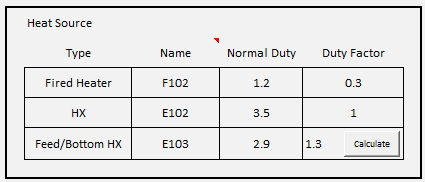 Heat Source
Type Name Normal Duty Duty Factor
Fired Heater F102 1.2 0.3
HX E102 3.5 1
Feed/Bottom HX E103 2.9 1.3 Calculate